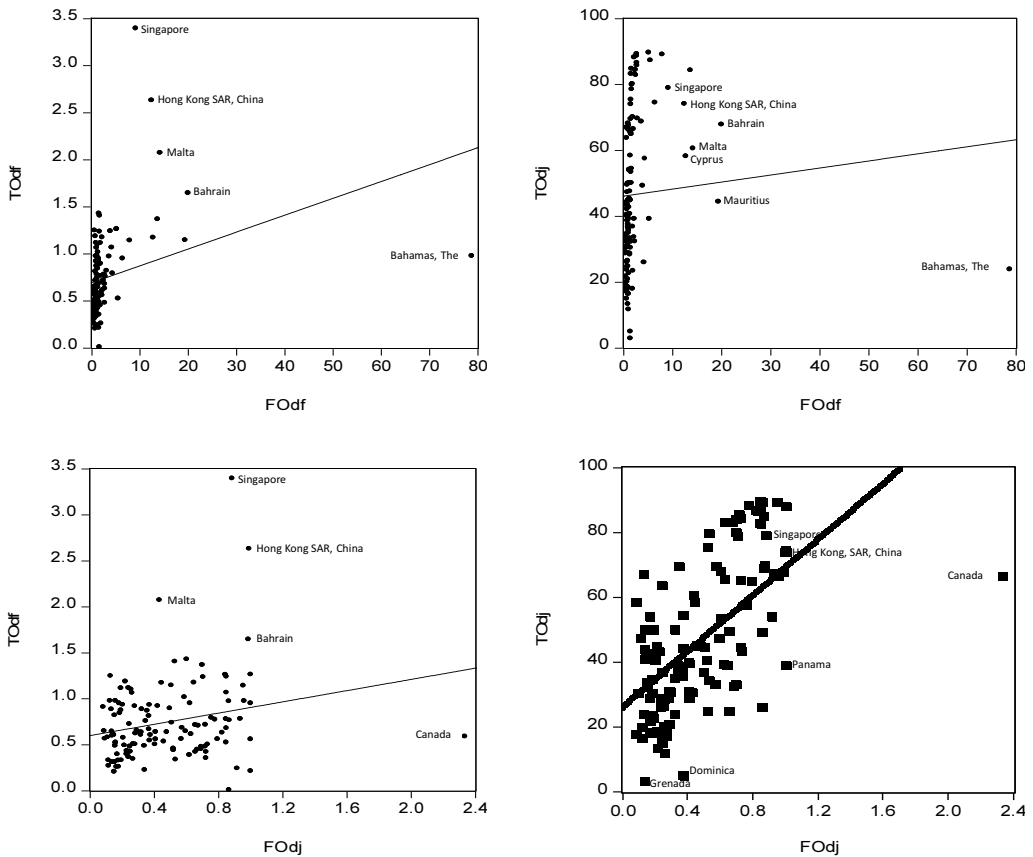 3.5
3.0
2.5
2.0
1.5
1.0
0.5
0.0
TOdf
Singapore
Hong Kong SAR, China
Malta
Bahrain
Bahamas, The
0 10 20 30 40 50 60 70 80
FOdf
100
80
60
40
20
0
TOdj
Singapore
Hong Kong SAR, China
Bahrain
Malta
Cyprus
Mauritius
Bahamas, The
0 10 20 30 40 50 60 70 80
FOdf
3.5
3.0
2.5
2.0
1.5
1.0
0.5
0.0
TOdf
Singapore
Hong Kong SAR, China
Malta
Bahrain
Canada
0.0 0.4 0.8 1.2 1.6 2.0 2.4
FOdj
100
80
60
40
20
0
TOdj
Singapore
Hong Kong, SAR, China
Canada
Panama
Dominica
Grenada
0.0 0.4 0.8 1.2 1.6 2.0 2.4
FOdj